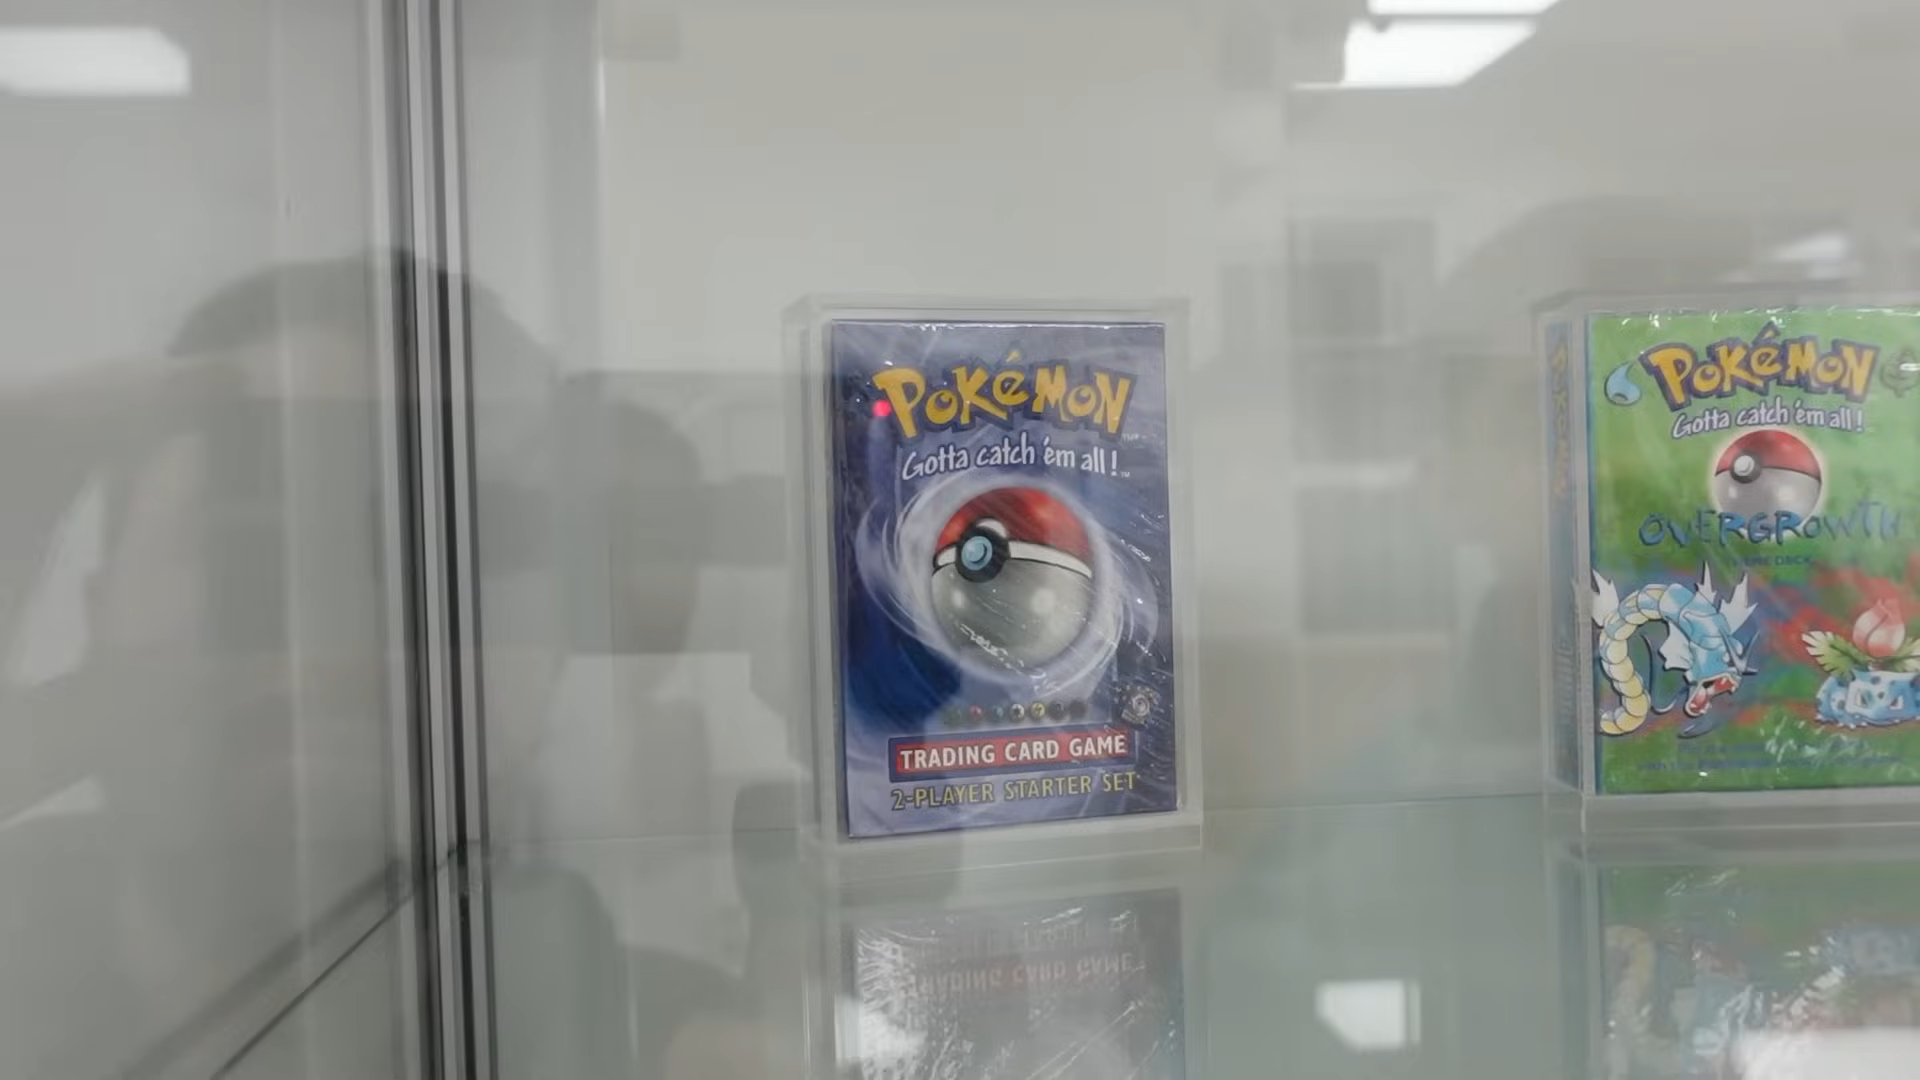 POKéMON
Gotta catch 'em all!
TRADING CARD GAME
2-PLAYER STARTER SET
POKéMON
Gotta catch 'em all!
OVERGROWTH